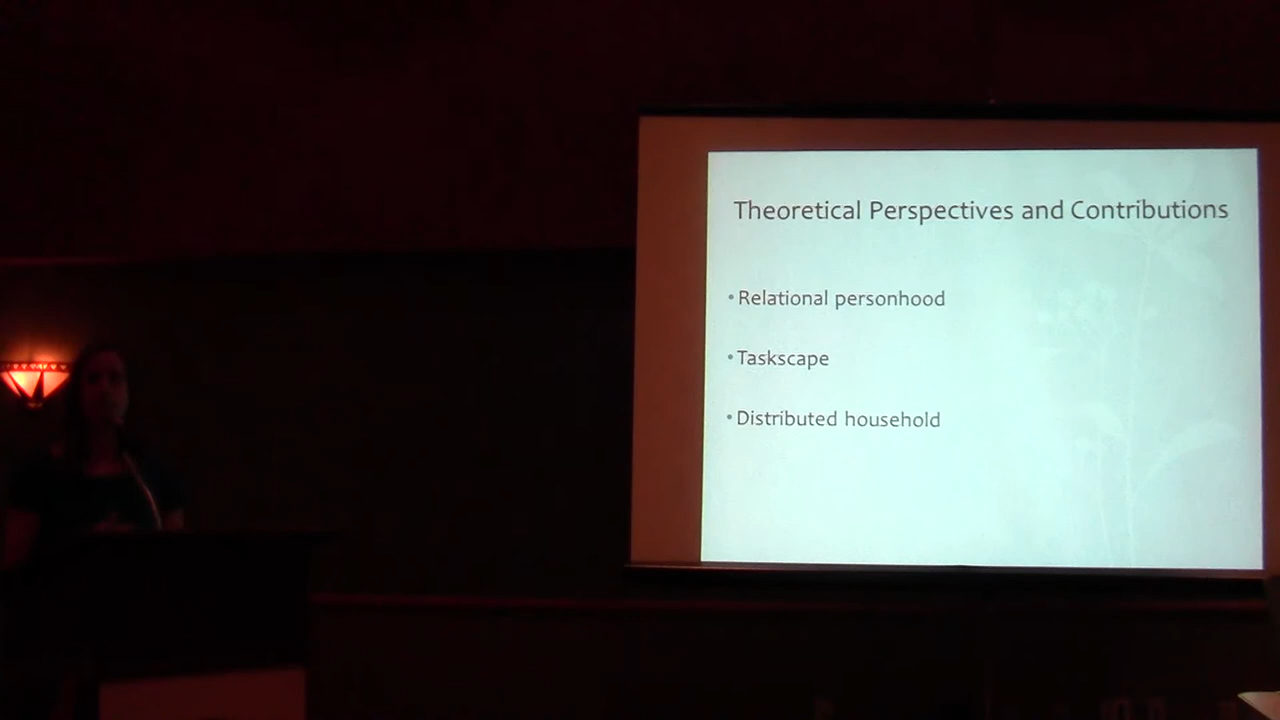 Theoretical Perspectives and Contributions
• Relational personhood
• Taskscape
• Distributed household